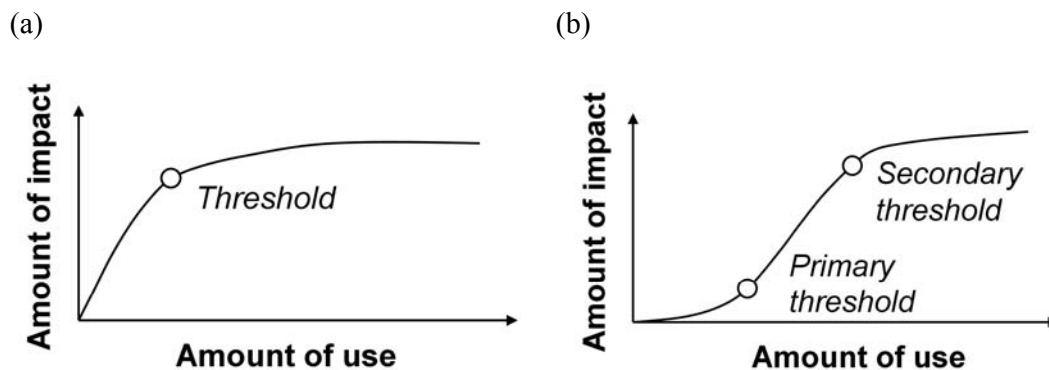 (a)
Amount of impact
Threshold
Amount of use
(b)
Amount of impact
Secondary
threshold
Primary
threshold
Amount of use